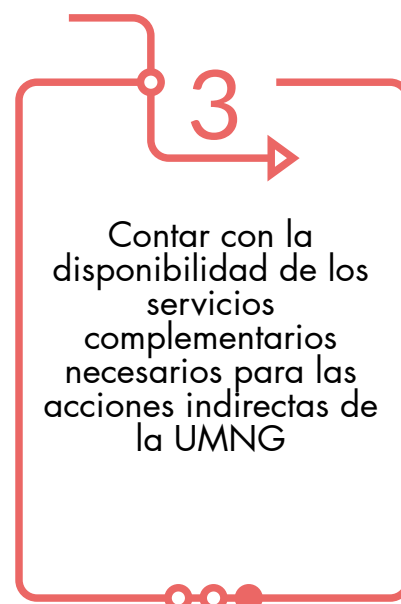 3
Contar con la
disponibilidad de los
servicios
complementarios
necesarios para las
acciones indirectas de
la UMNG